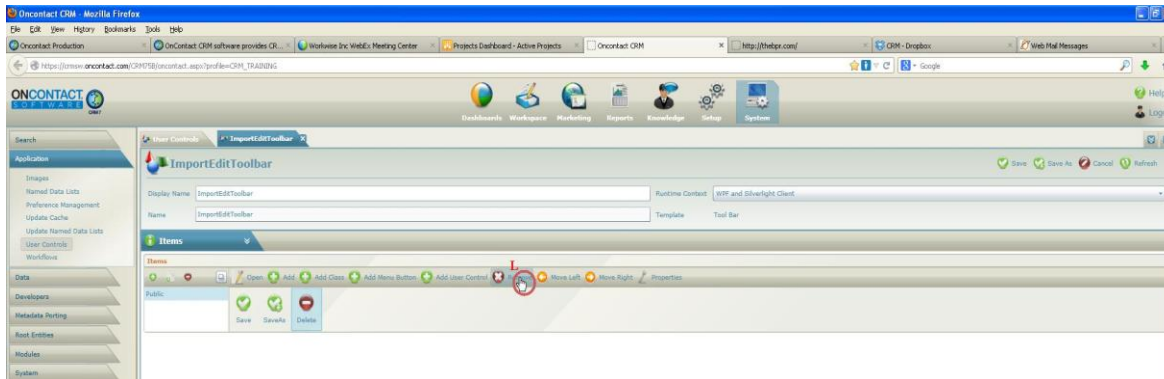 Oncontact CRM - Mozilla Firefox
File Edit View History Bookmarks Tools Help
Oncontact Production
OnContact CRM software provides CR...
Workwise Inc WebEx Meeting Center
Projects Dashboard - Active Projects
Oncontact CRM
http://thebpr.com/
CRM - Dropbox
Web Mail Messages
https://crmsw.oncontact.com/CRM75B/oncontact.aspx?profile=CRM_TRAINING
Google
ONCONTACT
SOFTWARE
CRM7
Dashboards Workspace Marketing Reports Knowledge Setup System
Help
Log
Search
User Controls
ImportEditToolbar
Application
ImportEditToolbar
Save Save As Cancel Refresh
Images
Named Data Lists
Preference Management
Update Cache
Update Named Data Lists
User Controls
Workflows
Display Name ImportEditToolbar
Runtime Context WPF and Silverlight Client
Name ImportEditToolbar
Template Tool Bar
Items
Items
Open Add Add Class Add Menu Button Add User Control Move Left Move Right Properties
L
Public
Save SaveAs Delete
Data
Developers
Metadata Porting
Root Entities
Modules
System